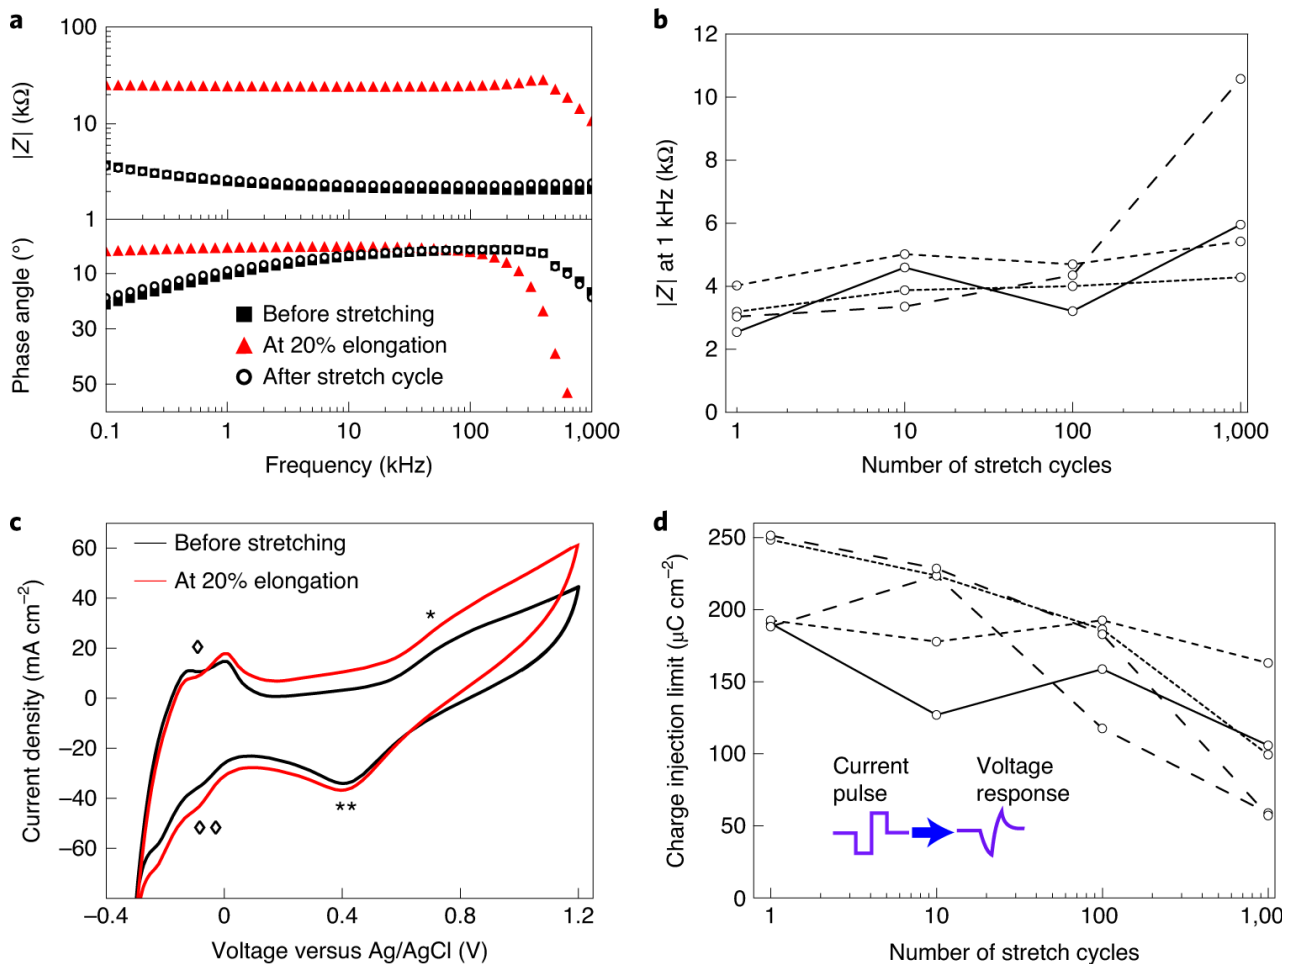 a
100
10
1
|Z| (kΩ)
10
30
50
Phase angle (°)
Before stretching
At 20% elongation
After stretch cycle
0.1
1
10
100
1,000
Frequency (kHz)
b
12
10
8
6
4
2
0
|Z| at 1 kHz (kΩ)
1
10
100
1,000
Number of stretch cycles
c
60
40
20
0
−20
−40
−60
Current density (mA cm⁻²)
Before stretching
At 20% elongation
*
◊
**
◊◊
−0.4
0
0.4
0.8
1.2
Voltage versus Ag/AgCl (V)
d
250
200
150
100
50
0
Charge injection limit (μC cm⁻²)
Current
pulse
Voltage
response
1
10
100
1,00
Number of stretch cycles